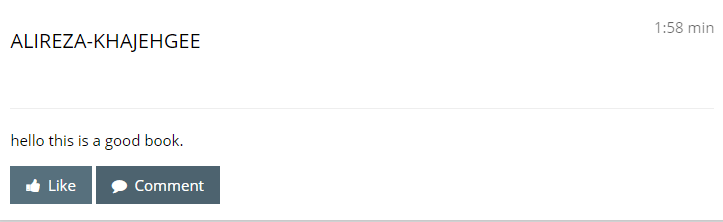 1:58 min
ALIREZA-KHAJEHGEE
hello this is a good book.
Like Comment